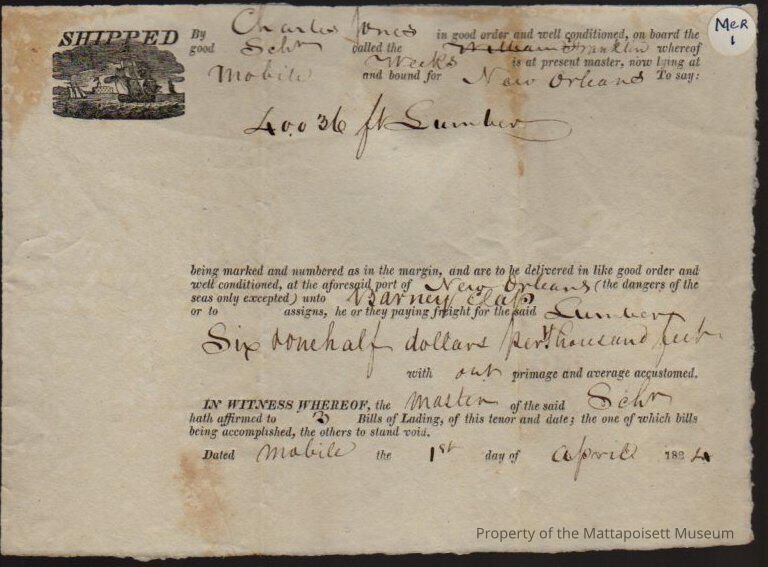 SHIPPED By Charles Jones in good order and well conditioned, on board the
good Schr called the William Franklin whereof
Weeks is at present master, now lying at
Mobile and bound for New Orleans To say:
MER
1
40036 ft Lumber
being marked and numbered as in the margin, and are to be delivered in like good order and
well conditioned, at the aforesaid port of New Orleans (the dangers of the
seas only excepted) unto Barney
or to assigns, he or they paying freight for the said Lumber
Six & onehalf dollars per thousand feet
with out primage and average accustomed.
IN WITNESS WHEREOF, the Master of the said Schr
hath affirmed to 3 Bills of Lading, of this tenor and date; the one of which bills
being accomplished, the others to stand void.
Dated Mobile the 1st day of April 1824
Property of the Mattapoisett Museum